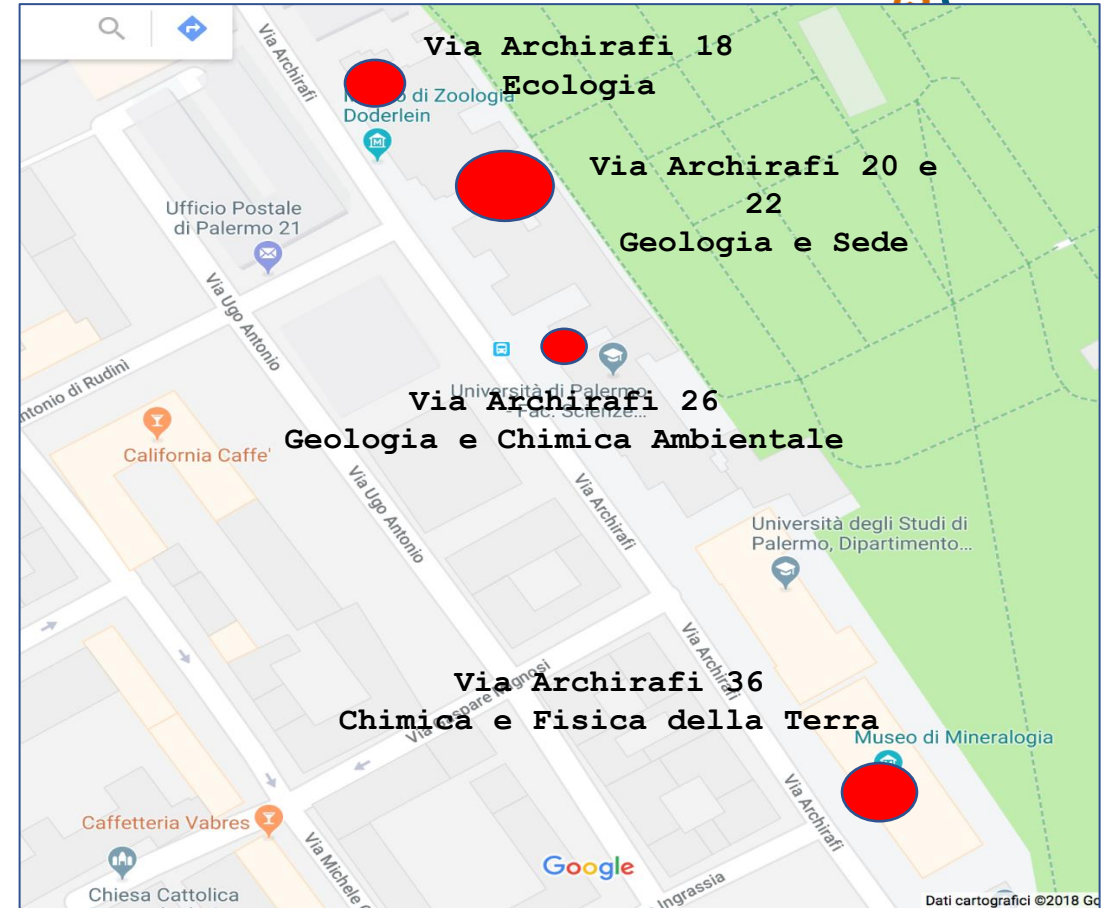 Via Archirafi
Via Archirafi 18
Ecologia
di Zoologia
Doderlein
Via Archirafi 20 e
22
Geologia e Sede
Ufficio Postale
di Palermo 21
Via Ugo Antonio
Antonio di Rudinì
Università di Palermo
- Fac. Scienze...
Via Archirafi 26
Geologia e Chimica Ambientale
California Caffe'
Via Ugo Antonio
Via Archirafi
Università degli Studi di
Palermo, Dipartimento...
Via Archirafi
Via Archirafi 36
Chimica e Fisica della Terra
Museo di Mineralogia
Via Archirafi
Caffetteria Vabres
Via Michele
Google
Ingrassia
Chiesa Cattolica
Dati cartografici ©2018 Go